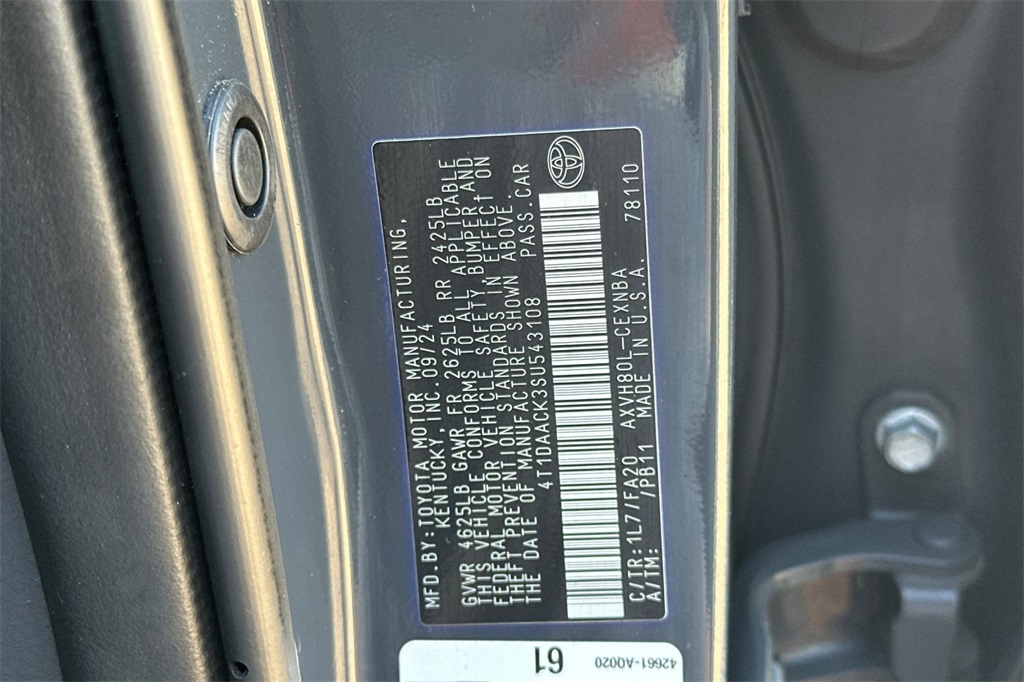 MFD.BY:TOYOTA MOTOR MANUFACTURING,
KENTUCKY,INC. 09/24
GVWR 4625LB GAWR FR 2625LB RR 2425LB
THIS VEHICLE CONFORMS TO ALL APPLICABLE
FEDERAL MOTOR VEHICLE SAFETY, BUMPER,AND
THEFT PREVENTION STANDARDS IN EFFECT ON
THE DATE OF MANUFACTURE SHOWN ABOVE.
4T1DAACK3SU543108 PASS.CAR
C/TR:1L7/FA20 AXVH80L-CEXNBA
A/TM: /PB11 MADE IN U.S.A. 78110
61
42661-AQ020